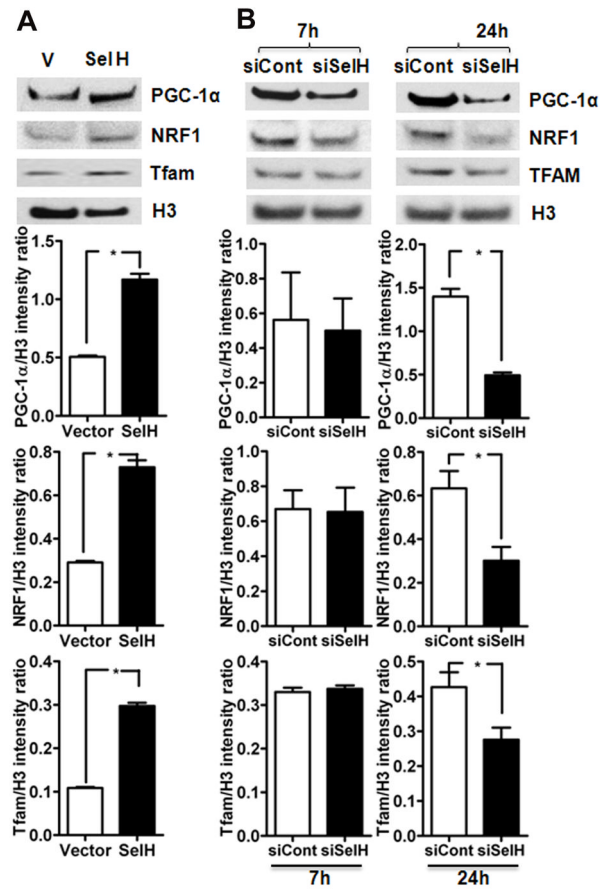 A
V SelH
PGC-1α
NRF1
Tfam
H3
PGC-1α/H3 intensity ratio
1.5
1.0
0.5
0.0
*
Vector SelH
NRF1/H3 intensity ratio
0.8
0.6
0.4
0.2
0.0
*
Vector SelH
Tfam/H3 intensity ratio
0.4
0.3
0.2
0.1
0.0
*
Vector SelH
B
7h 24h
siCont siSelH siCont siSelH
PGC-1α
NRF1
TFAM
H3
PGC-1α/H3 intensity ratio
1.0
0.8
0.6
0.4
0.2
0.0
siCont siSelH
PGC-1α/H3 intensity ratio
2.0
1.5
1.0
0.5
0.0
*
siCont siSelH
NRF1/H3 intensity ratio
1.0
0.8
0.6
0.4
0.2
0.0
siCont siSelH
NRF1/H3 intensity ratio
0.8
0.6
0.4
0.2
0.0
*
siCont siSelH
Tfam/H3 intensity ratio
0.4
0.3
0.2
0.1
0.0
siCont siSelH
7h
Tfam/H3 intensity ratio
0.5
0.4
0.3
0.2
0.1
0.0
*
siCont siSelH
24h